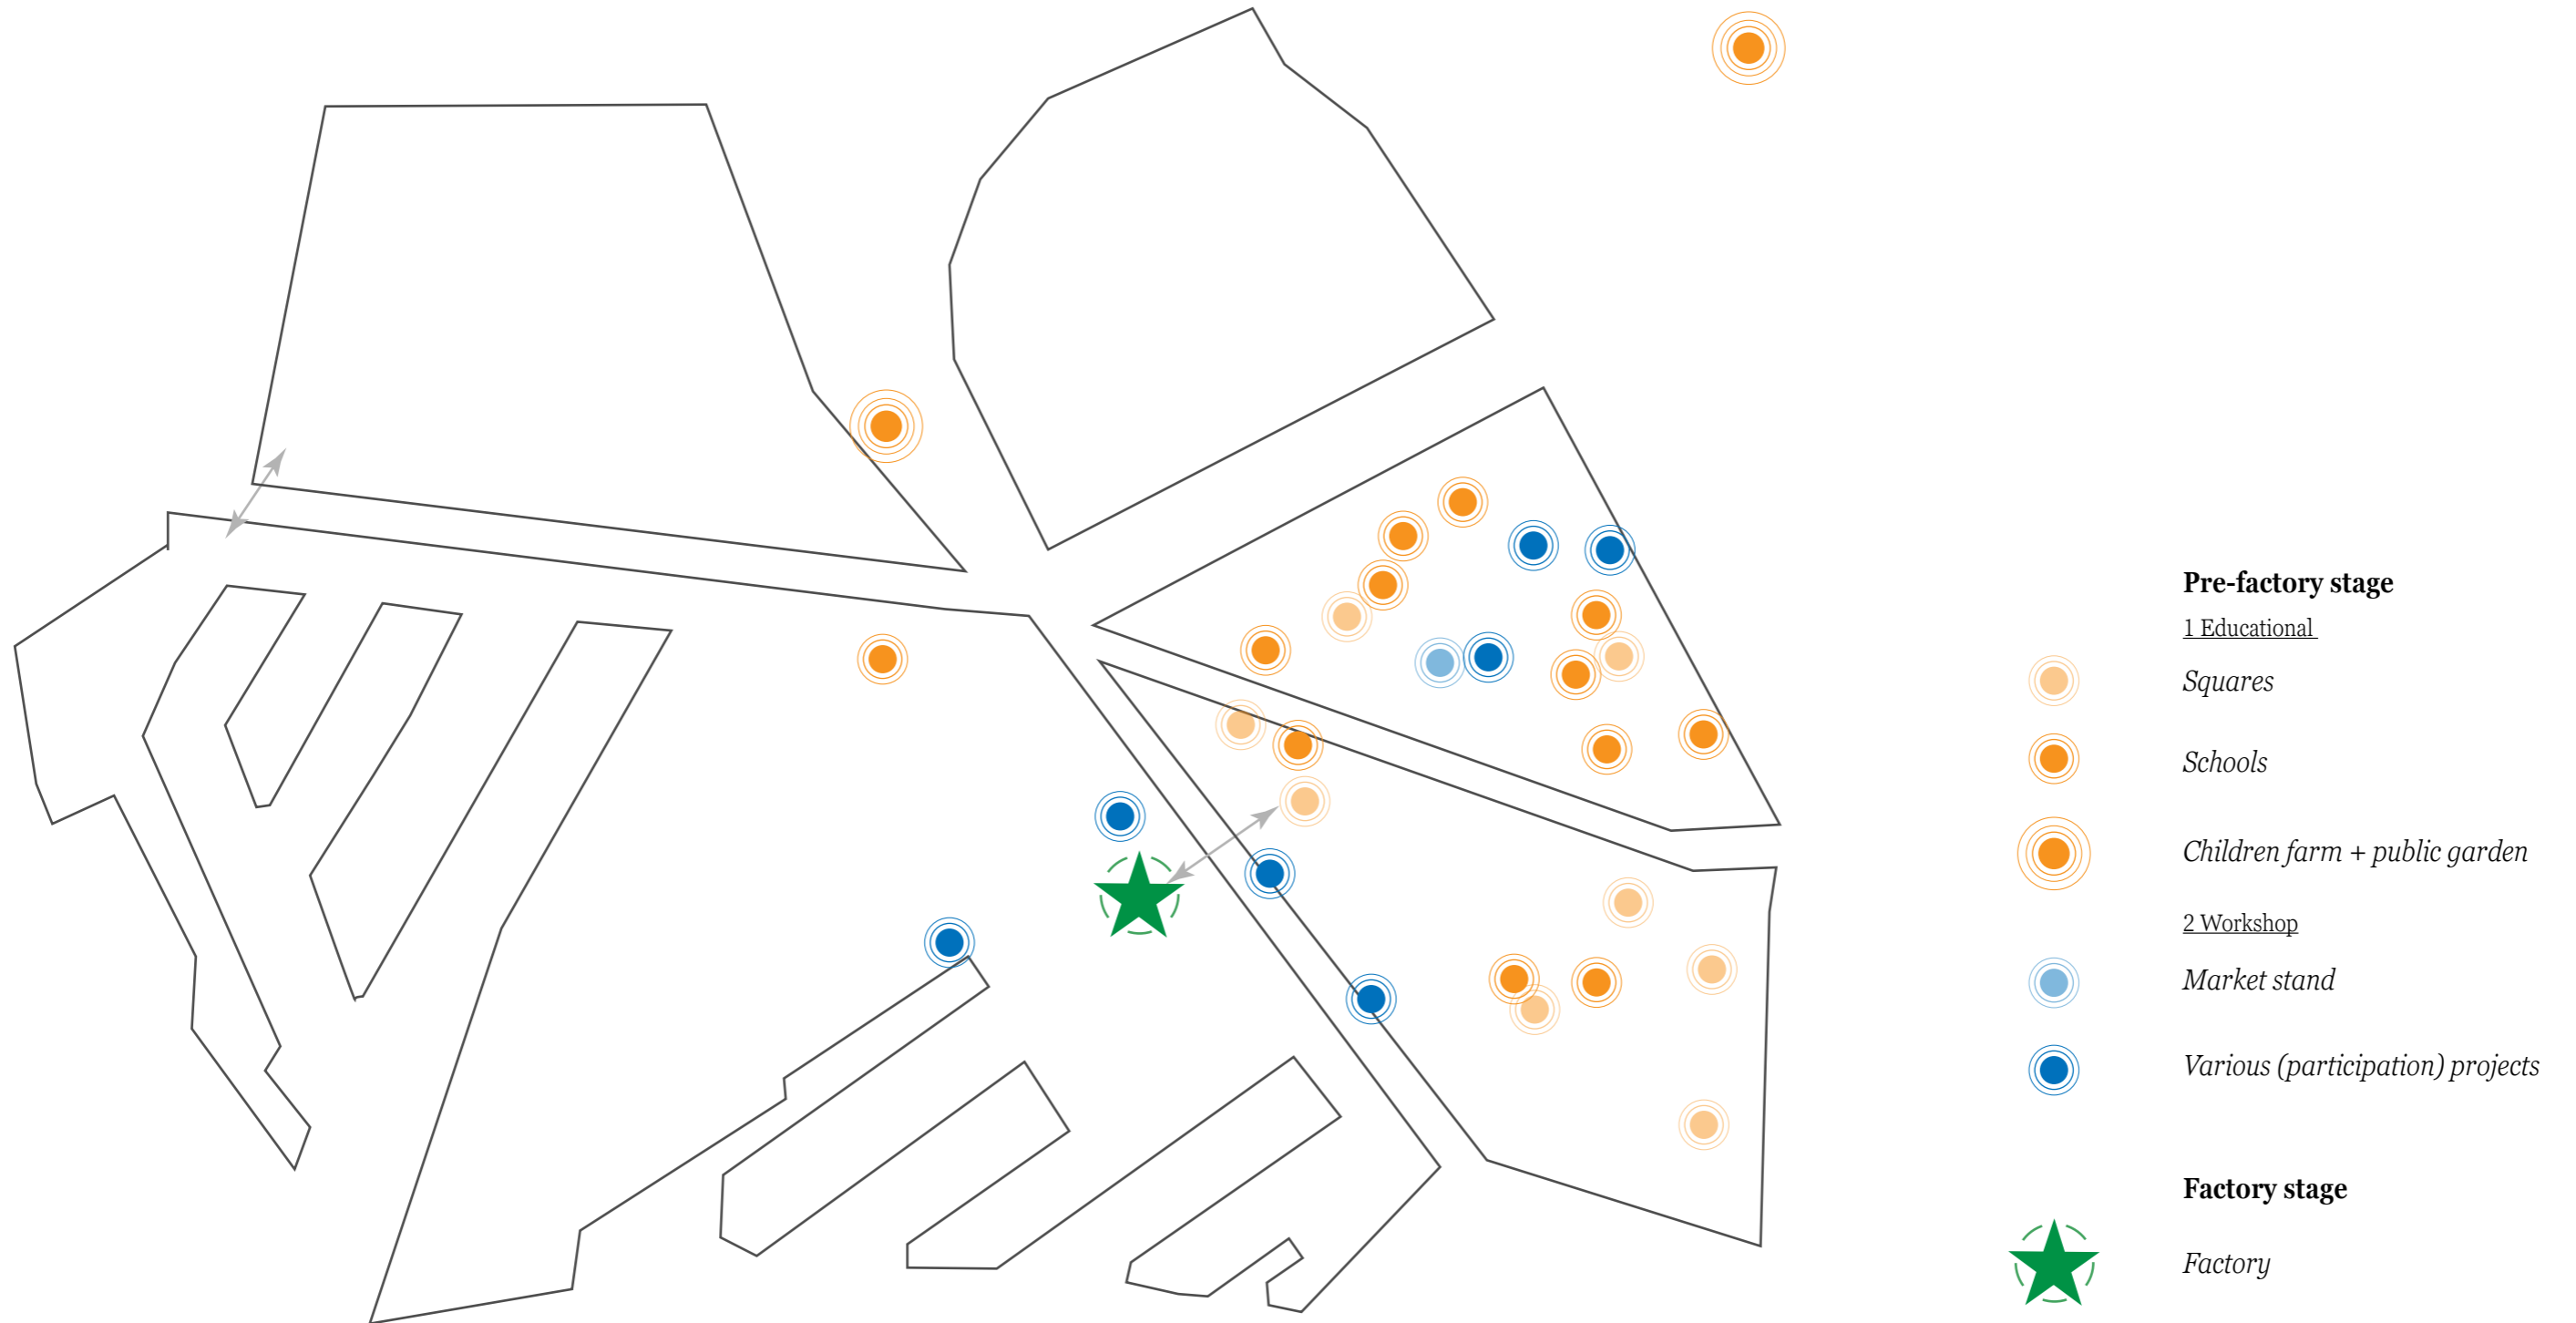 Pre-factory stage
1 Educational
Squares
Schools
Children farm + public garden
2 Workshop
Market stand
Various (participation) projects
Factory stage
Factory